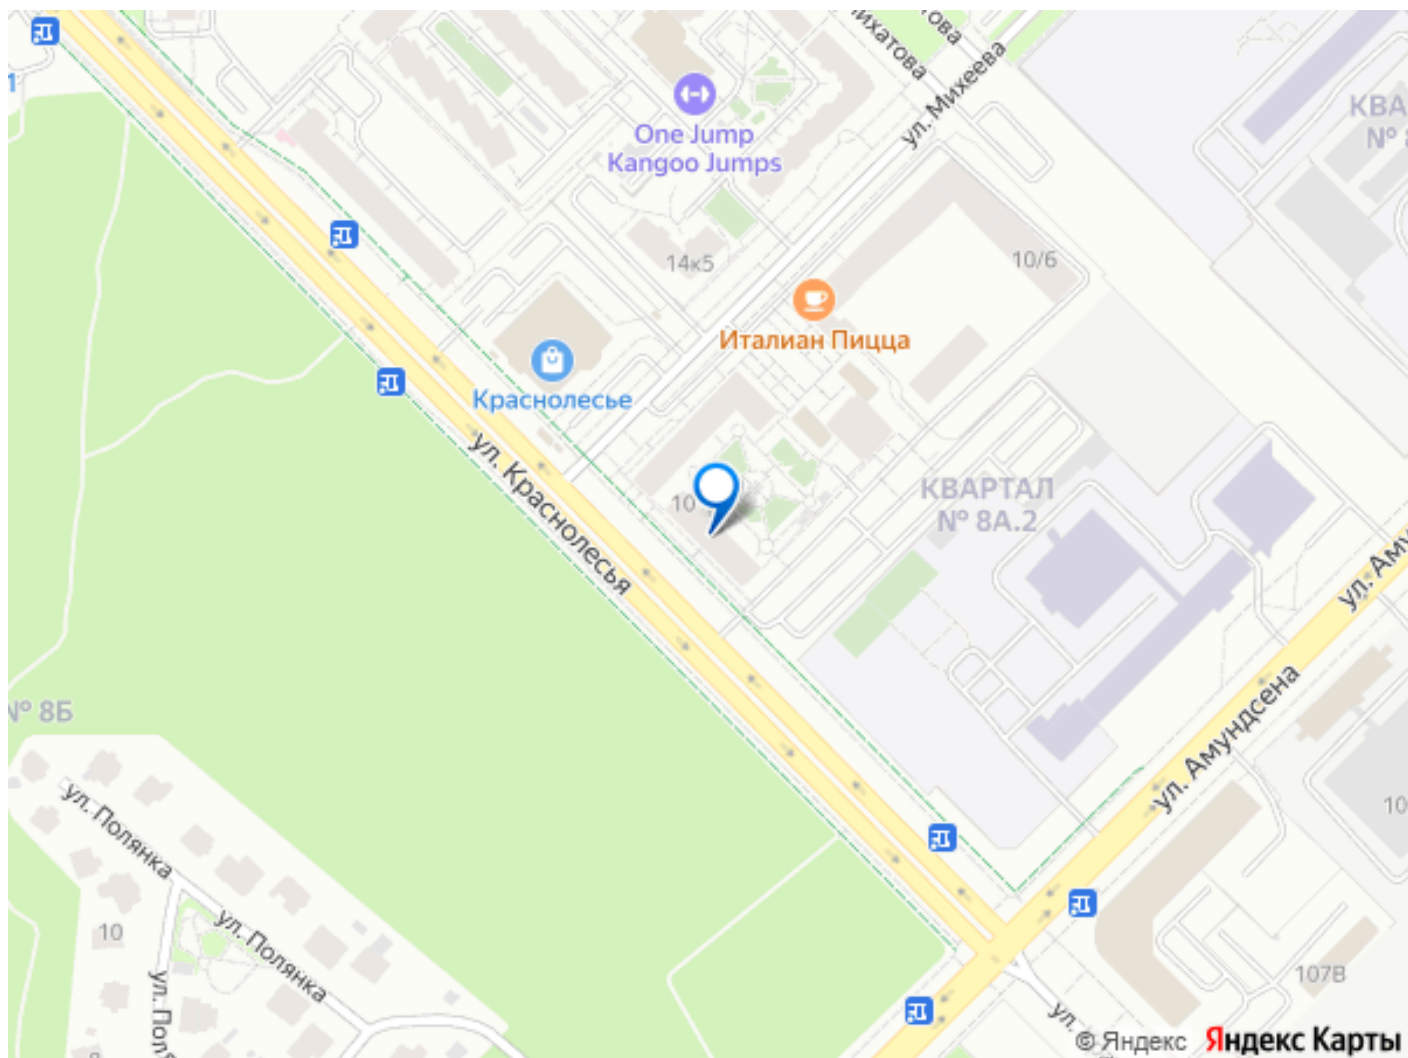 One Jump
Kangoo Jumps
ул. Михеева
14к5
10/6
Италиан Пицца
Краснолесье
ул. Краснолесья
10
КВАРТАЛ
№ 8А.2
ул. Амундсена
№ 8Б
ул. Полянка
ул. Полянка
10
107В
© Яндекс
Яндекс Карты